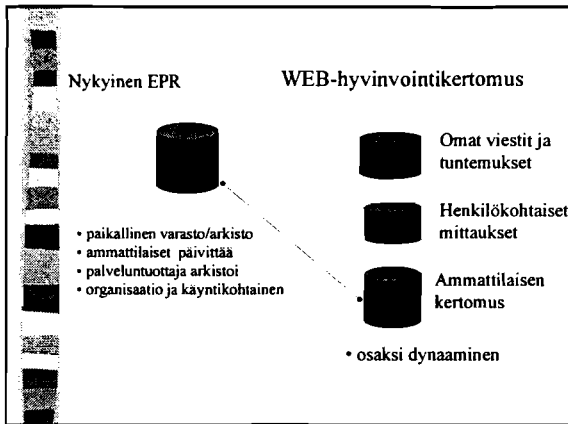 Nykyinen EPR
• paikallinen varasto/arkisto
• ammattilaiset päivittää
• palveluntuottaja arkistoi
• organisaatio ja käyntikohtainen
WEB-hyvinvointikertomus
Omat viestit ja
tuntemukset
Henkilökohtaiset
mittaukset
Ammattilaisen
kertomus
• osaksi dynaaminen